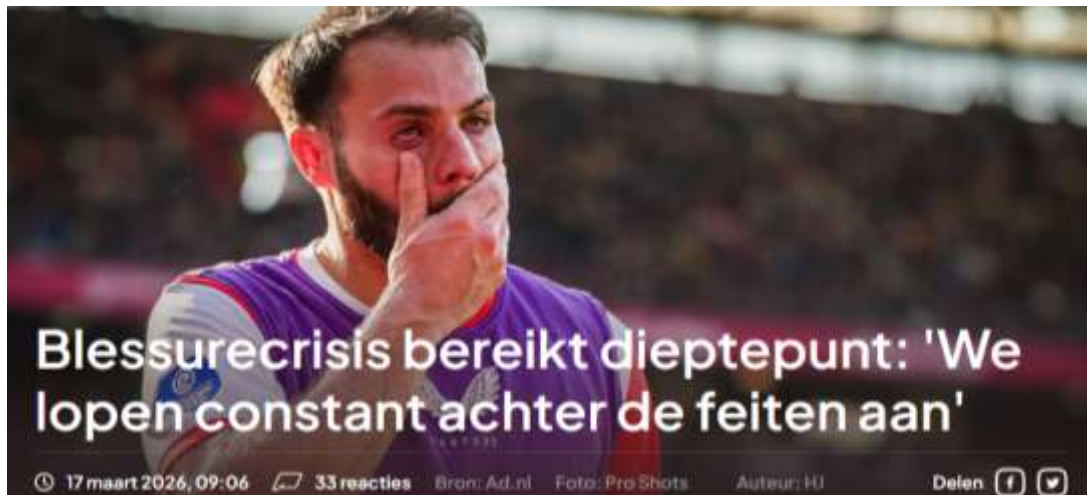 Blessurecrisis bereikt dieptepunt: 'We
lopen constant achter de feiten aan'
17 maart 2026, 09:06 33 reacties Bron: Ad.nl Foto: Pro Shots Auteur: HJ Delen